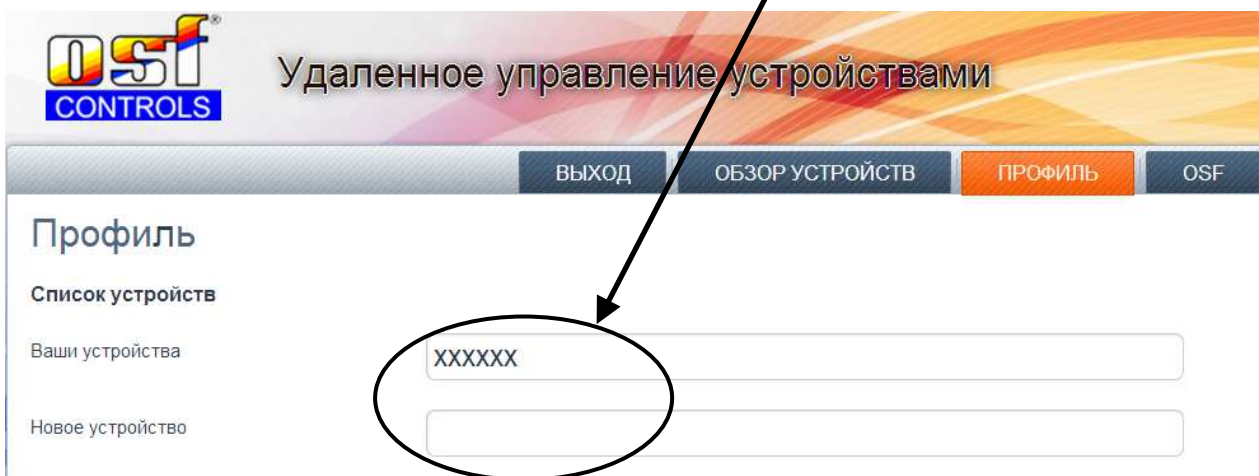 osf®
CONTROLS
Удаленное управление устройствами
ВЫХОД ОБЗОР УСТРОЙСТВ ПРОФИЛЬ OSF
Профиль
Список устройств
Ваши устройства XXXXXX
Новое устройство